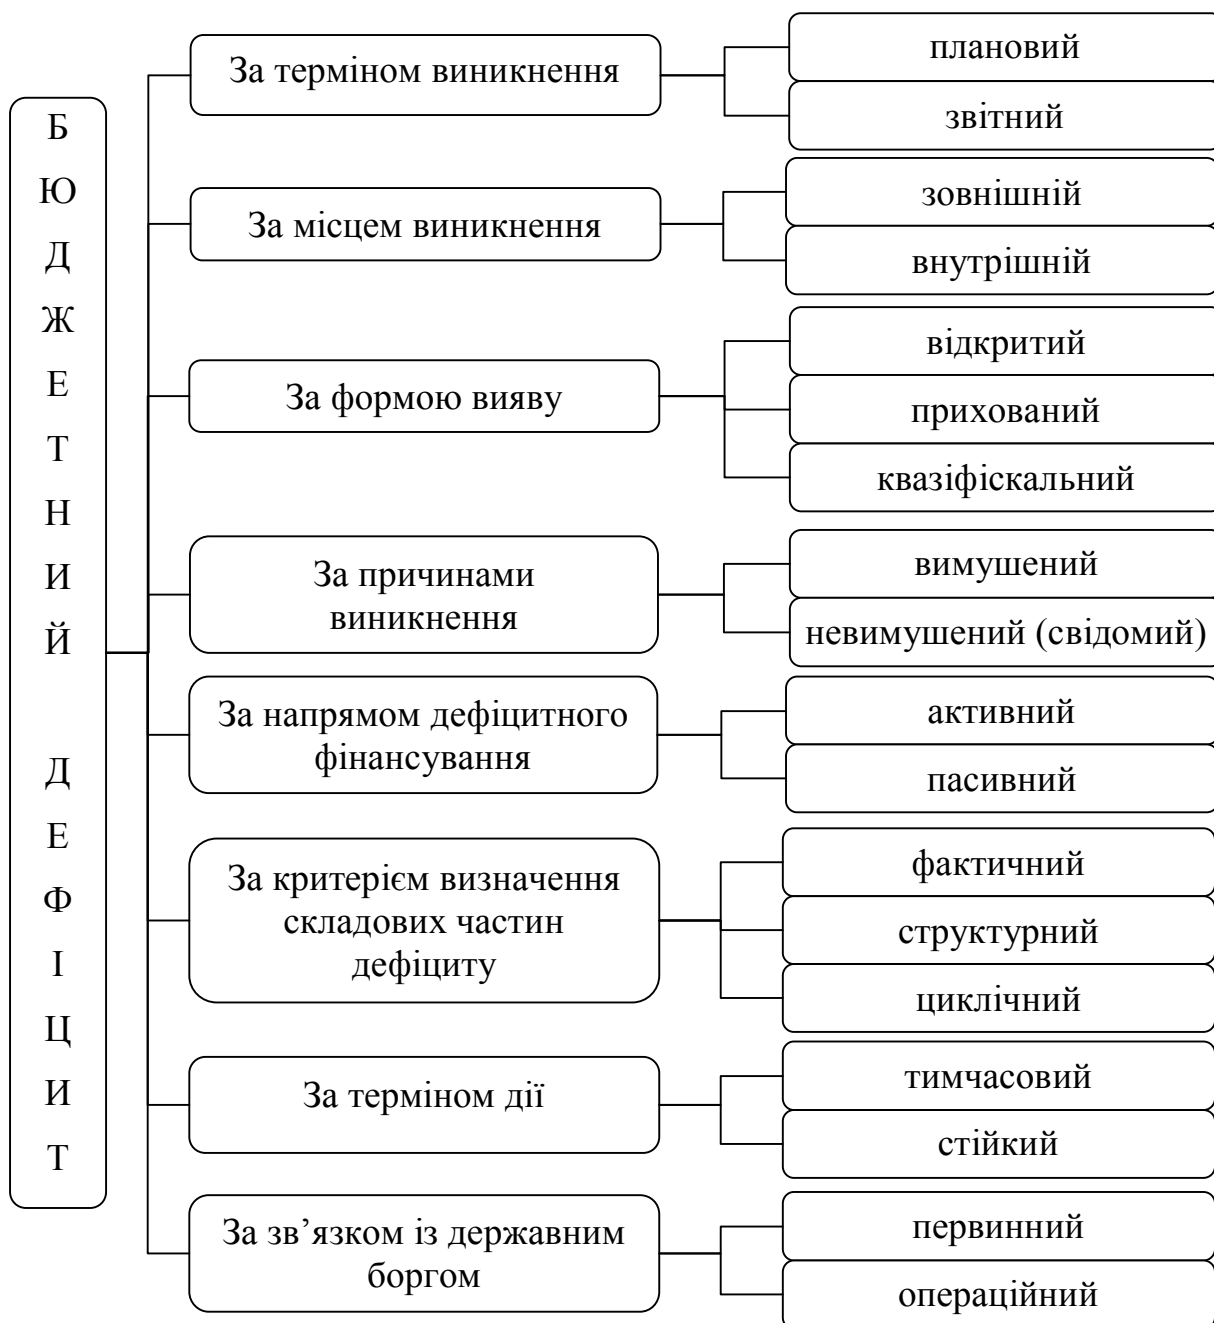 БЮДЖЕТНИЙ ДЕФІЦИТ
За терміном виникнення
плановий
звітний
За місцем виникнення
зовнішній
внутрішній
За формою вияву
відкритий
прихований
квазіфіскальний
За причинами
виникнення
вимушений
невимушений (свідомий)
За напрямом дефіцитного
фінансування
активний
пасивний
За критерієм визначення
складових частин
дефіциту
фактичний
структурний
циклічний
За терміном дії
тимчасовий
стійкий
За зв’язком із державним
боргом
первинний
операційний